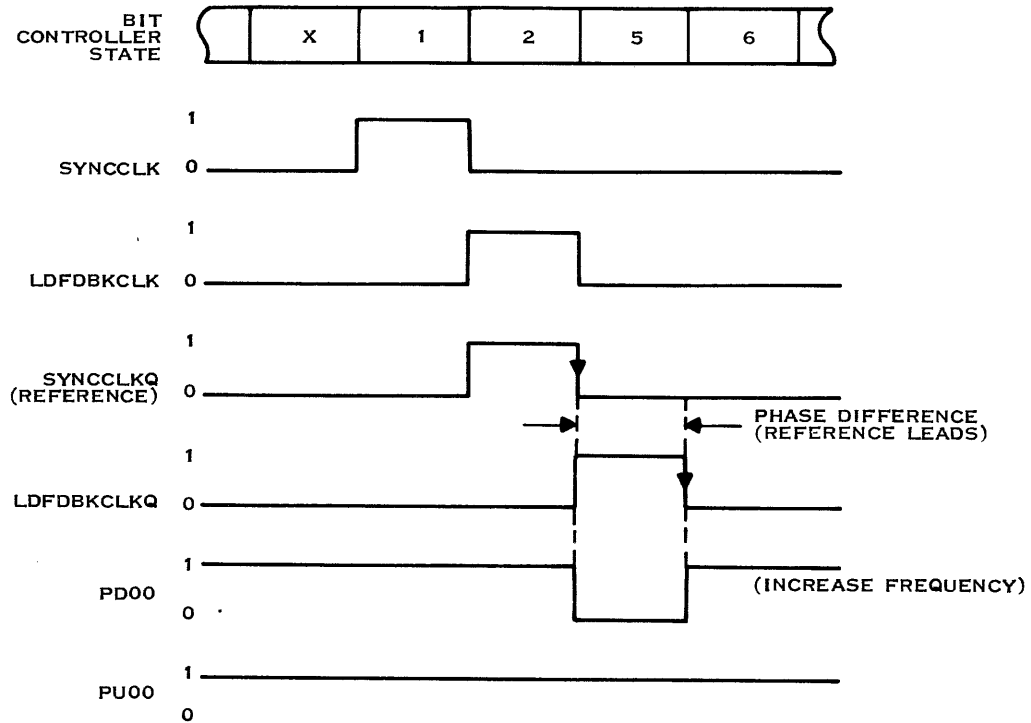 BIT
CONTROLLER
STATE
X 1 2 5 6
1
SYNCCLK 0
1
LDFDBKCLK 0
1
SYNCCLKQ
(REFERENCE) 0
PHASE DIFFERENCE
(REFERENCE LEADS)
1
LDFDBKCLKQ 0
1
(INCREASE FREQUENCY)
PD00
0
1
PU00
0